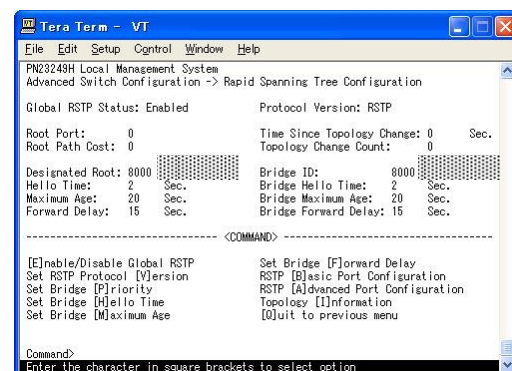 Tera Term - VT
File Edit Setup Control Window Help
PN23249H Local Management System
Advanced Switch Configuration -> Rapid Spanning Tree Configuration
Global RSTP Status: Enabled Protocol Version: RSTP
Root Port: 0 Time Since Topology Change: 0 Sec.
Root Path Cost: 0 Topology Change Count: 0
Designated Root: 8000 Bridge ID: 8000
Hello Time: 2 Sec. Bridge Hello Time: 2 Sec.
Maximum Age: 20 Sec. Bridge Maximum Age: 20 Sec.
Forward Delay: 15 Sec. Bridge Forward Delay: 15 Sec.
<COMMAND>
[E]nable/Disable Global RSTP Set Bridge [F]orward Delay
Set RSTP Protocol [V]ersion RSTP [B]asic Port Configuration
Set Bridge [P]riority RSTP [A]dvanced Port Configuration
Set Bridge [H]ello Time Topology [I]nformation
Set Bridge [M]aximum Age [Q]uit to previous menu
Command>
Enter the character in square brackets to select option